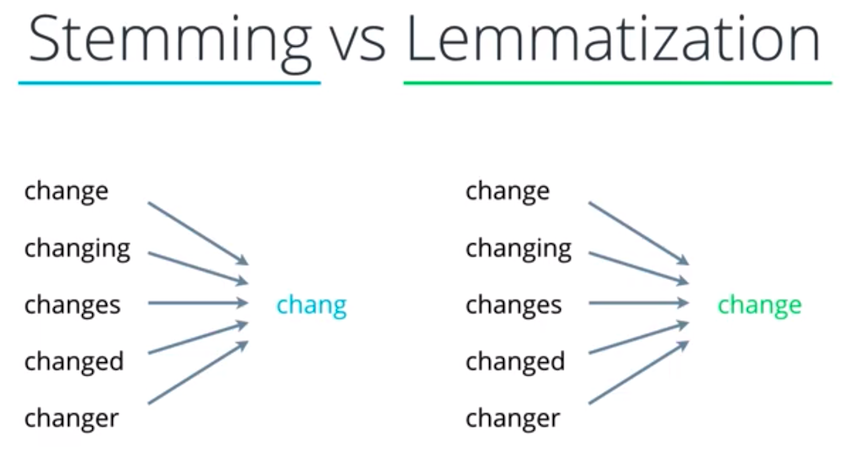 Stemming vs Lemmatization
change
changing
changes
changed
changer
chang
change
changing
changes
changed
changer
change